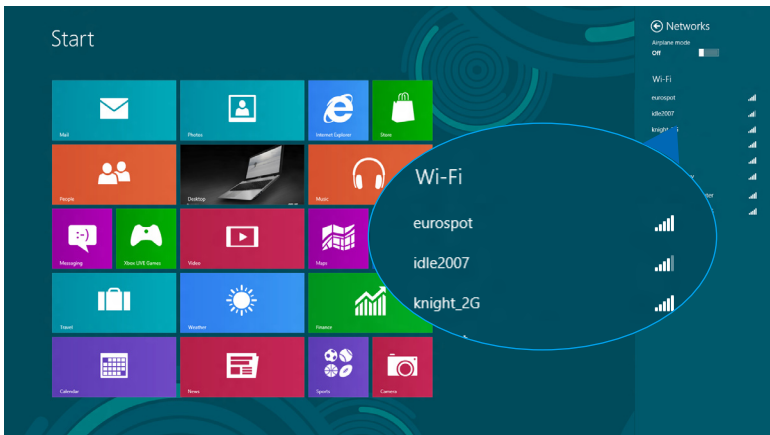 Start
Mail
Photos
Internet Explorer
Store
People
Desktop
Music
Messaging
Xbox LIVE Games
Video
Maps
Travel
Weather
Finance
Calendar
News
Sports
Camera
Networks
Airplane mode
Off
Wi-Fi
eurospot
idle2007
knight
Wi-Fi
eurospot
idle2007
knight_2G